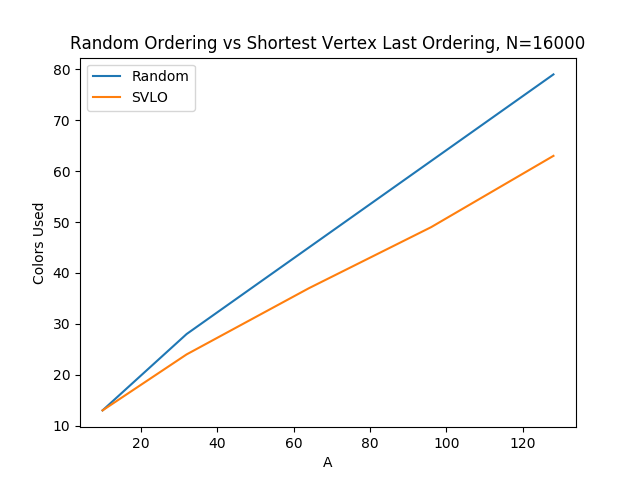 Random Ordering vs Shortest Vertex Last Ordering, N=16000
Random
SVLO
80
70
60
50
40
30
20
10
Colors Used
20 40 60 80 100 120
A